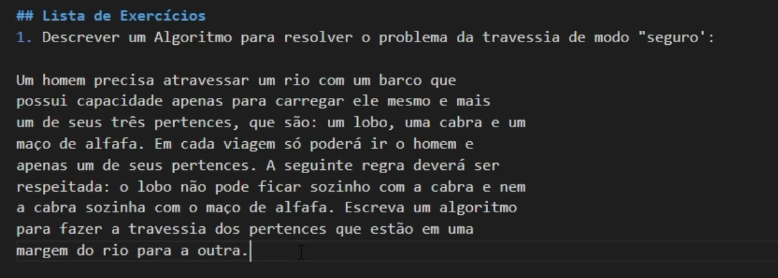 ## Lista de Exercícios
1. Descrever um Algoritmo para resolver o problema da travessia de modo "seguro':
Um homem precisa atravessar um rio com um barco que
possui capacidade apenas para carregar ele mesmo e mais
um de seus três pertences, que são: um lobo, uma cabra e um
maço de alfafa. Em cada viagem só poderá ir o homem e
apenas um de seus pertences. A seguinte regra deverá ser
respeitada: o lobo não pode ficar sozinho com a cabra e nem
a cabra sozinha com o maço de alfafa. Escreva um algoritmo
para fazer a travessia dos pertences que estão em uma
margem do rio para a outra.